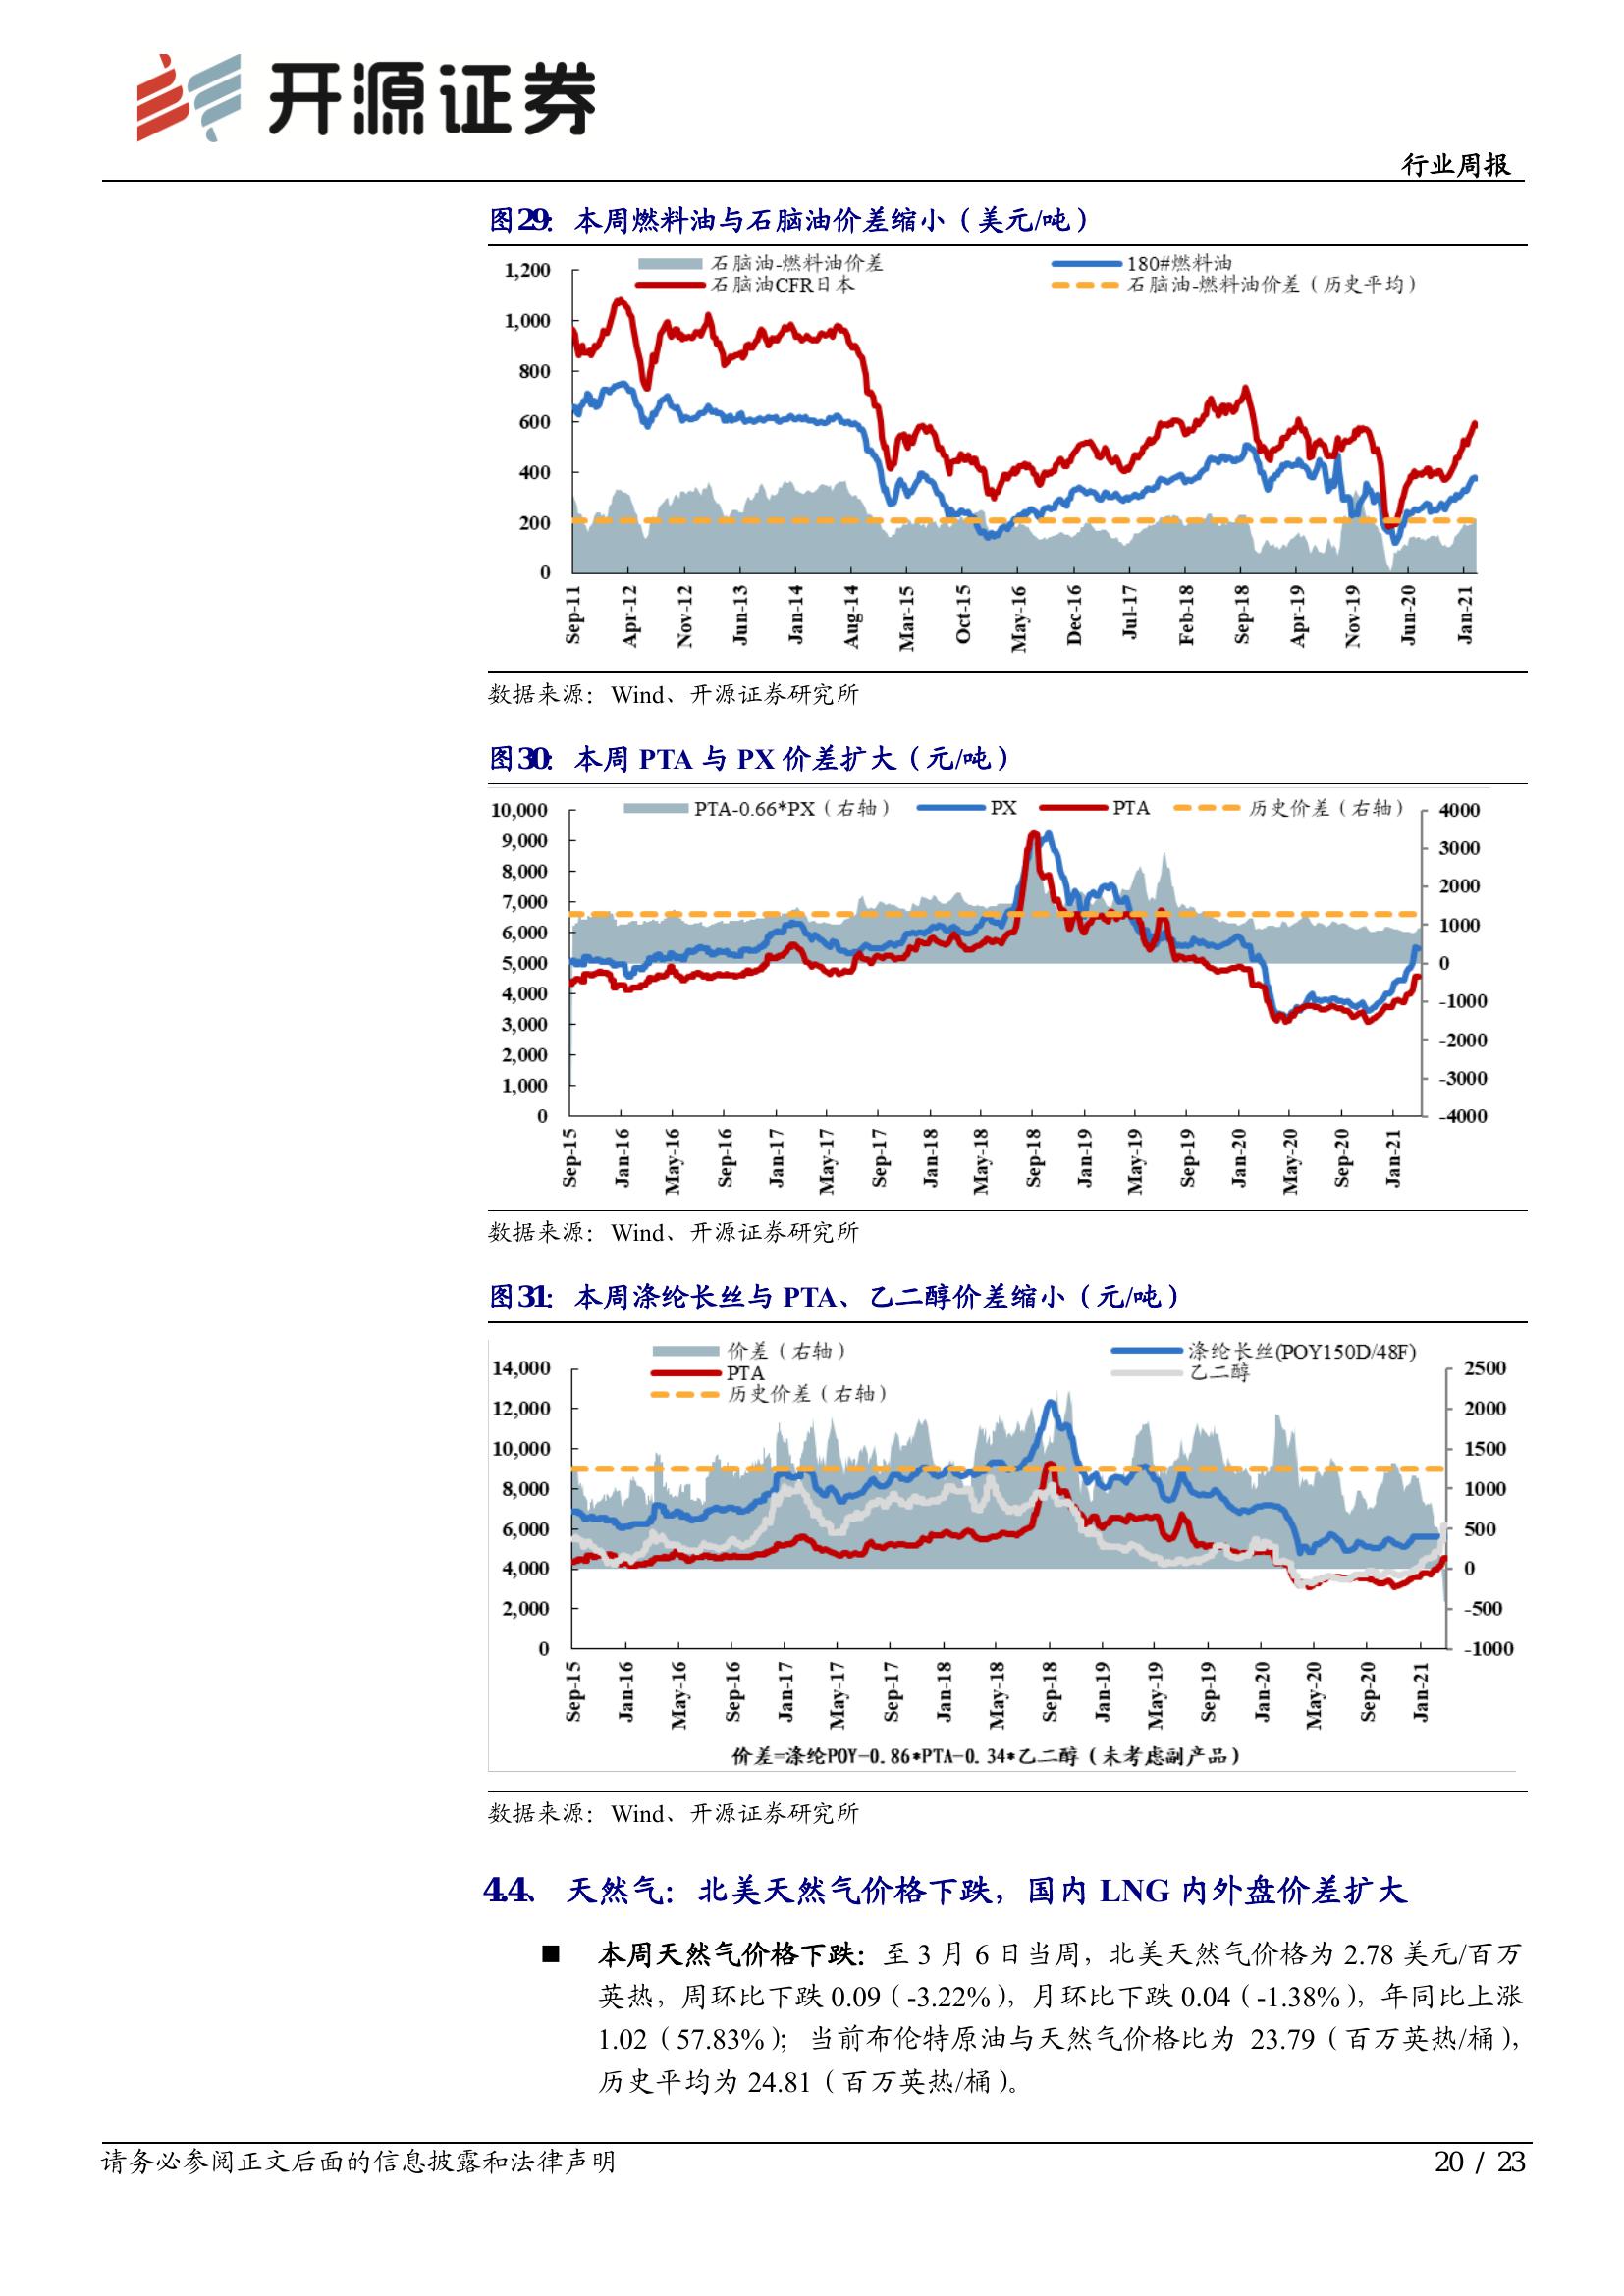 开源证券
行业周报
图29：本周燃料油与石脑油价差缩小（美元/吨）
石脑油-燃料油价差
180#燃料油
石脑油CFR日本
石脑油-燃料油价差（历史平均）
1,200
1,000
800
600
400
200
0
Sep-11
Apr-12
Nov-12
Jun-13
Jan-14
Aug-14
Mar-15
Oct-15
May-16
Dec-16
Jul-17
Feb-18
Sep-18
Apr-19
Nov-19
Jun-20
Jan-21
数据来源：Wind、开源证券研究所
图30：本周 PTA 与 PX 价差扩大（元/吨）
PTA-0.66*PX（右轴）
PX
PTA
历史价差（右轴）
10,000
9,000
8,000
7,000
6,000
5,000
4,000
3,000
2,000
1,000
0
4000
3000
2000
1000
0
-1000
-2000
-3000
-4000
Sep-15
Jan-16
May-16
Sep-16
Jan-17
May-17
Sep-17
Jan-18
May-18
Sep-18
Jan-19
May-19
Sep-19
Jan-20
May-20
Sep-20
Jan-21
数据来源：Wind、开源证券研究所
图31：本周涤纶长丝与 PTA、乙二醇价差缩小（元/吨）
价差（右轴）
涤纶长丝(POY150D/48F)
PTA
乙二醇
历史价差（右轴）
14,000
12,000
10,000
8,000
6,000
4,000
2,000
0
2500
2000
1500
1000
500
0
-500
-1000
Sep-15
Jan-16
May-16
Sep-16
Jan-17
May-17
Sep-17
Jan-18
May-18
Sep-18
Jan-19
May-19
Sep-19
Jan-20
May-20
Sep-20
Jan-21
价差=涤纶POY-0.86*PTA-0.34*乙二醇（未考虑副产品）
数据来源：Wind、开源证券研究所
4.4、 天然气：北美天然气价格下跌，国内 LNG 内外盘价差扩大
■ 本周天然气价格下跌：至 3 月 6 日当周，北美天然气价格为 2.78 美元/百万
英热，周环比下跌 0.09（-3.22%），月环比下跌 0.04（-1.38%），年同比上涨
1.02（57.83%）；当前布伦特原油与天然气价格比为 23.79（百万英热/桶），
历史平均为 24.81（百万英热/桶）。
请务必参阅正文后面的信息披露和法律声明
20 / 23